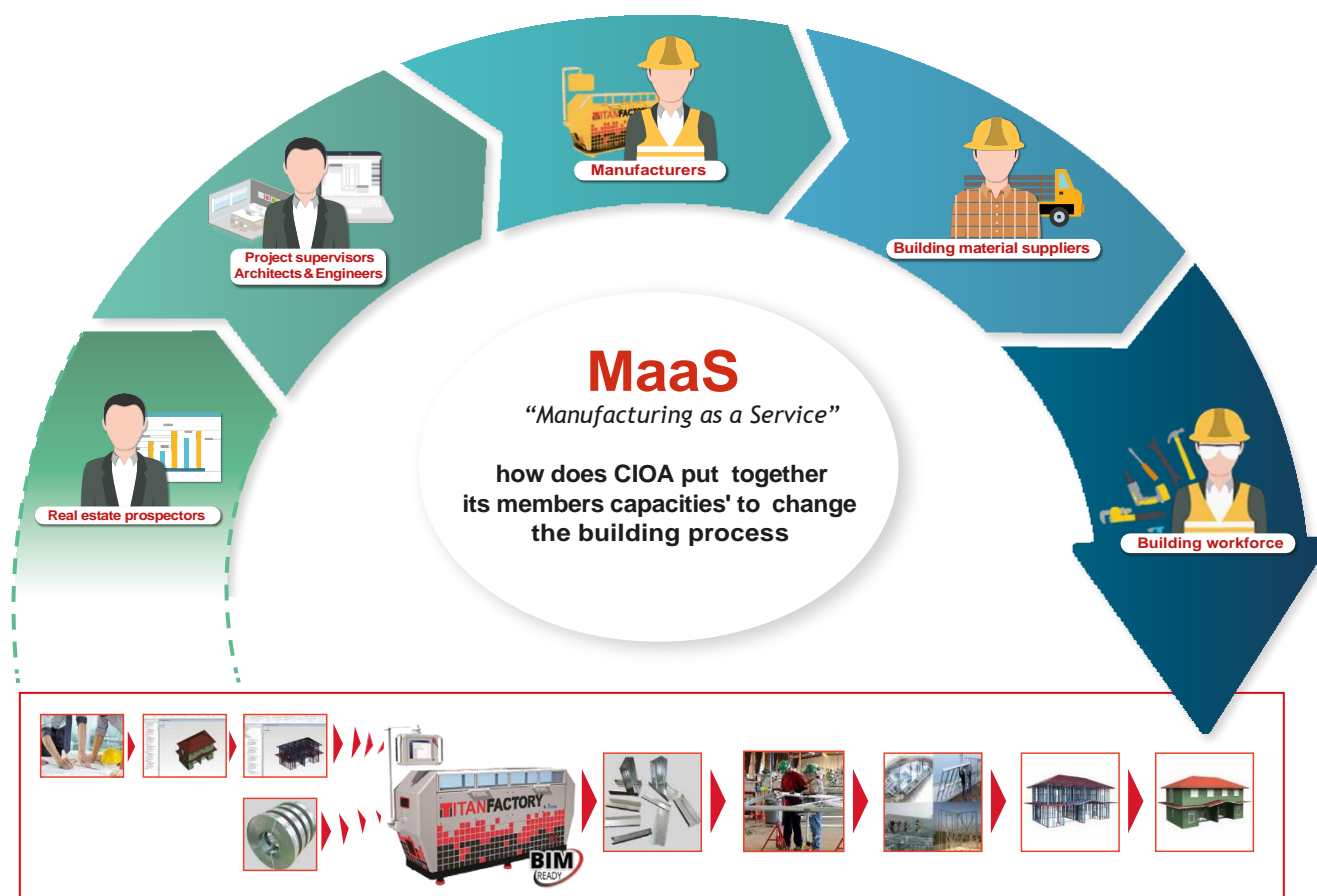 TITANFACTORY
Manufacturers
Building material suppliers
Project supervisors
Architects & Engineers
Real estate prospectors
MaaS
“Manufacturing as a Service”
how does CIOA put together
its members capacities' to change
the building process
Building workforce
TITANFACTORY
BIM
READY